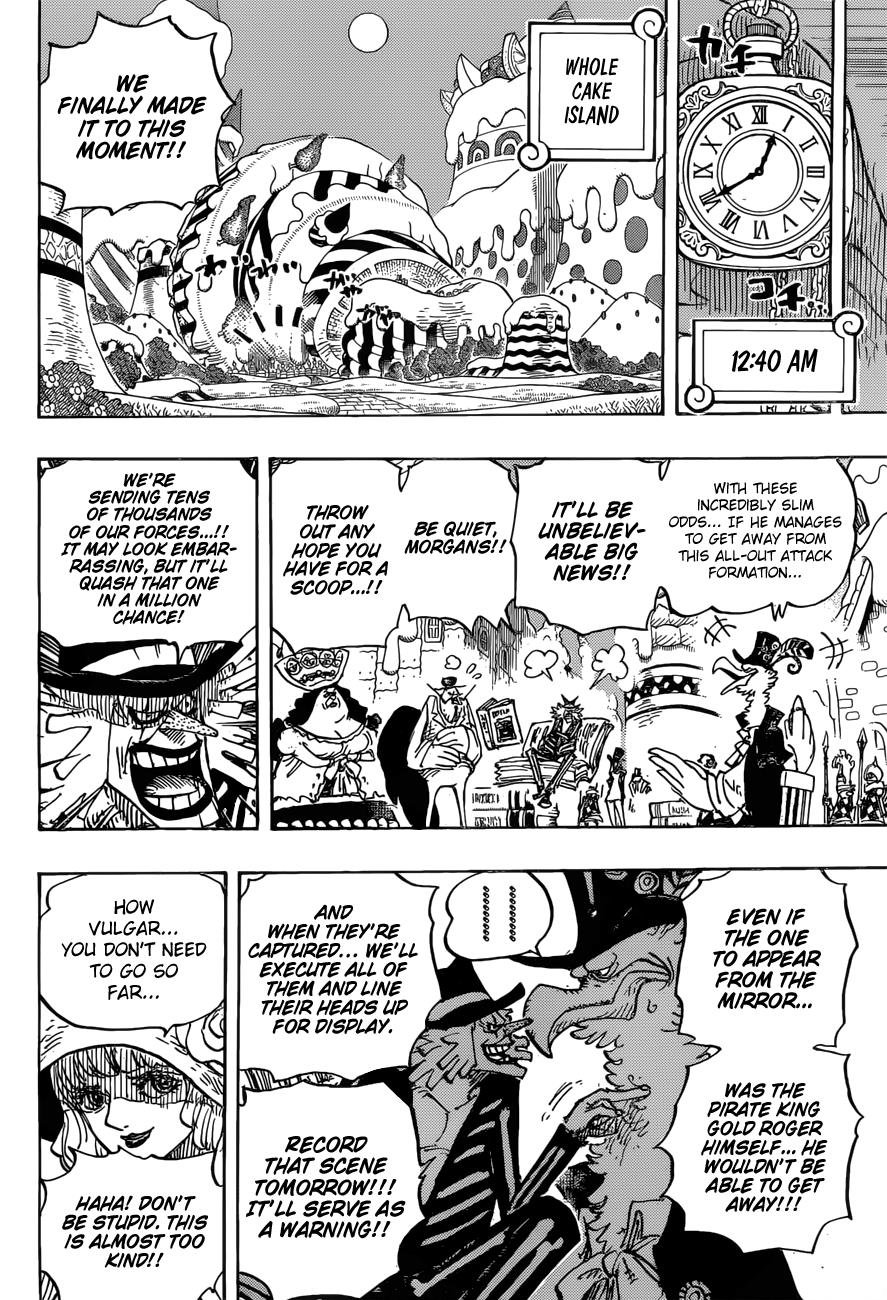 カチ
コチ…
12:40 AM
WHOLE
CAKE
ISLAND
WE
FINALLY MADE
IT TO THIS
MOMENT!!
WITH THESE
INCREDIBLY SLIM
ODDS... IF HE MANAGES
TO GET AWAY FROM
THIS ALL-OUT ATTACK
FORMATION...
IT'LL BE
UNBELIEV-
ABLE BIG
NEWS!!
BE QUIET,
MORGANS!!
THROW
OUT ANY
HOPE YOU
HAVE FOR A
SCOOP...!!
WE'RE
SENDING TENS
OF THOUSANDS
OF OUR FORCES...!!
IT MAY LOOK EMBAR-
RASSING, BUT IT'LL
QUASH THAT ONE
IN A MILLION
CHANCE!
EVEN IF
THE ONE
TO APPEAR
FROM THE
MIRROR...
WAS THE
PIRATE KING
GOLD ROGER
HIMSELF... HE
WOULDN'T BE
ABLE TO GET
AWAY!!!
AND
WHEN THEY'RE
CAPTURED... WE'LL
EXECUTE ALL OF
THEM AND LINE
THEIR HEADS UP
FOR DISPLAY.
RECORD
THAT SCENE
TOMORROW!!!
IT'LL SERVE AS
A WARNING!!
HOW
VULGAR...
YOU DON'T NEED
TO GO SO
FAR...
HAHA! DON'T
BE STUPID. THIS
IS ALMOST TOO
KIND!!